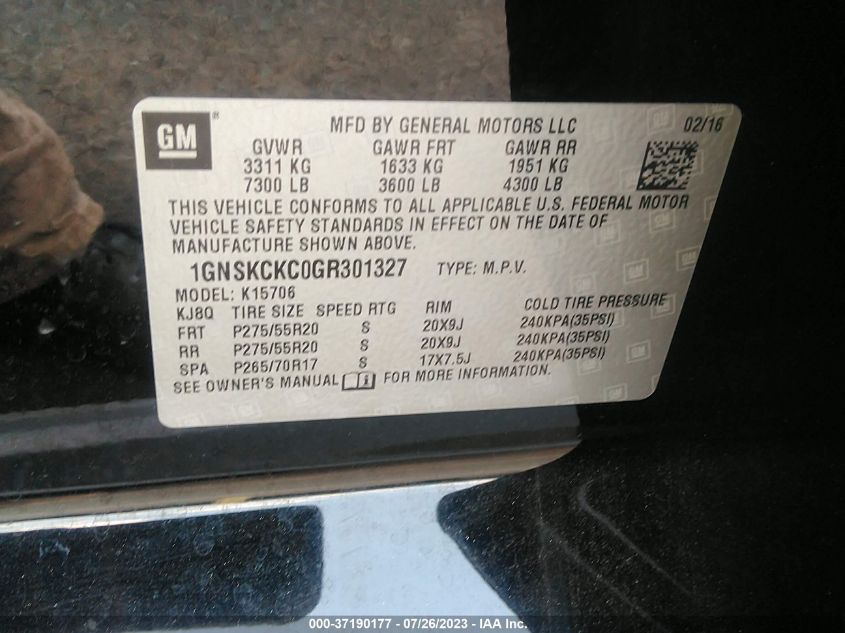 GM ®
MFD BY GENERAL MOTORS LLC 02/16
GVWR GAWR FRT GAWR RR
3311 KG 1633 KG 1951 KG
7300 LB 3600 LB 4300 LB
THIS VEHICLE CONFORMS TO ALL APPLICABLE U.S. FEDERAL MOTOR
VEHICLE SAFETY STANDARDS IN EFFECT ON THE DATE OF
MANUFACTURE SHOWN ABOVE.
1GNSKCKC0GR301327 TYPE: M.P.V.
MODEL: K15706
KJ8Q TIRE SIZE SPEED RTG RIM COLD TIRE PRESSURE
FRT P275/55R20 S 20X9J 240KPA(35PSI)
RR P275/55R20 S 20X9J 240KPA(35PSI)
SPA P265/70R17 S 17X7.5J 240KPA(35PSI)
SEE OWNER'S MANUAL FOR MORE INFORMATION.
000-37190177 - 07/26/2023 - IAA Inc.